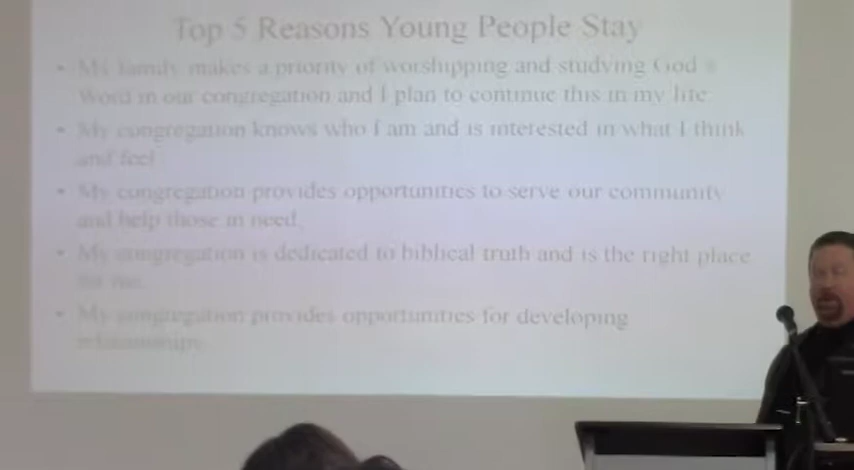 Top 5 Reasons Young People Stay
• My family makes a priority of worshipping and studying God's
Word in our congregation and I plan to continue this in my life
• My congregation knows who I am and is interested in what I think
and feel
• My congregation provides opportunities to serve our community
and help those in need.
• My congregation is dedicated to biblical truth and is the right place
for me.
• My congregation provides opportunities for developing
relationships.